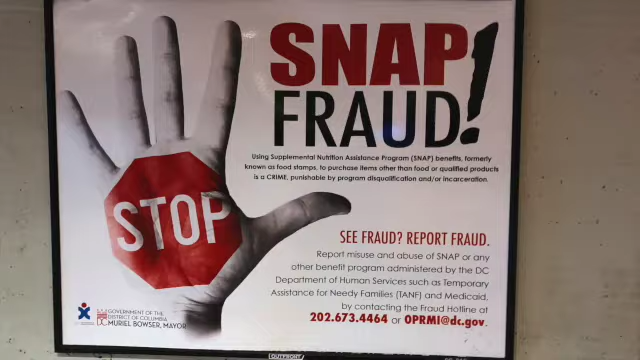 SNAP
FRAUD!
Using Supplemental Nutrition Assistance Program (SNAP) benefits, formerly
known as food stamps, to purchase items other than food or qualified products
is a CRIME, punishable by program disqualification and/or incarceration.
STOP
SEE FRAUD? REPORT FRAUD.
Report misuse and abuse of SNAP or any
other benefit program administered by the DC
Department of Human Services such as Temporary
Assistance for Needy Families (TANF) and Medicaid,
by contacting the Fraud Hotline at
202.673.4464 or OPRMI@dc.gov.
GOVERNMENT OF THE
DISTRICT OF COLUMBIA
MURIEL BOWSER, MAYOR
OUTFRONT